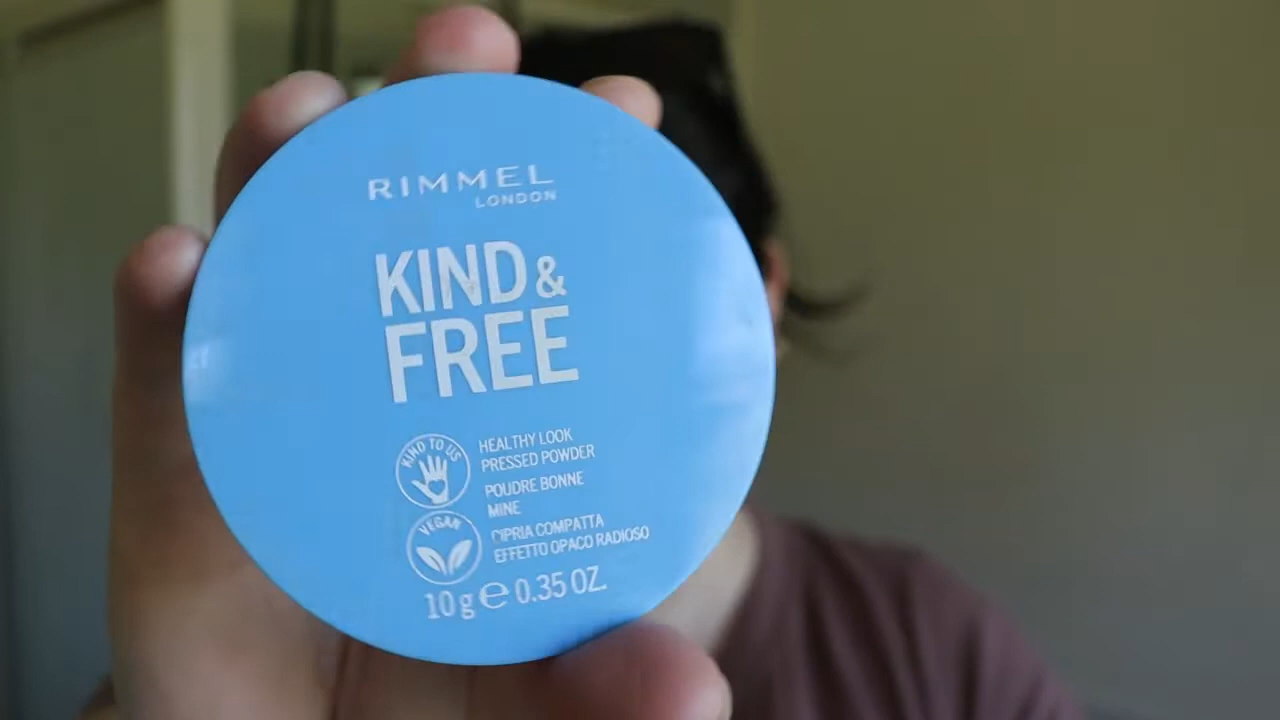 RIMMEL
LONDON
KIND &
FREE
KIND TO US
HEALTHY LOOK
PRESSED POWDER
POUDRE BONNE
MINE
VEGAN
CIPRIA COMPATTA
EFFETTO OPACO RADIOSO
10 g e 0.35 OZ.